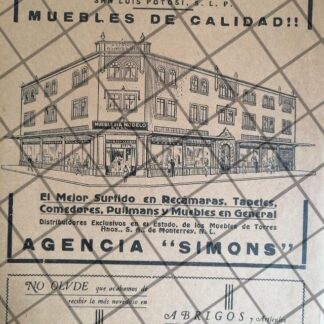 SAN LUIS POTOSI, S. L. P.
MUEBLES DE CALIDAD!!
MUEBLERIA MODELO
El Mejor Surtido en Recamaras, Tapetes,
Comedores, Pullmans y Muebles en General
Distribuidores Exclusivos en el Estado, de los Muebles de Torres
Hnos., S. A., de Monterrey, N. L.
AGENCIA "SIMONS"
NO OLVDE que acabamos de
recibir lo más novedoso en
ABRIGOS y Artículos